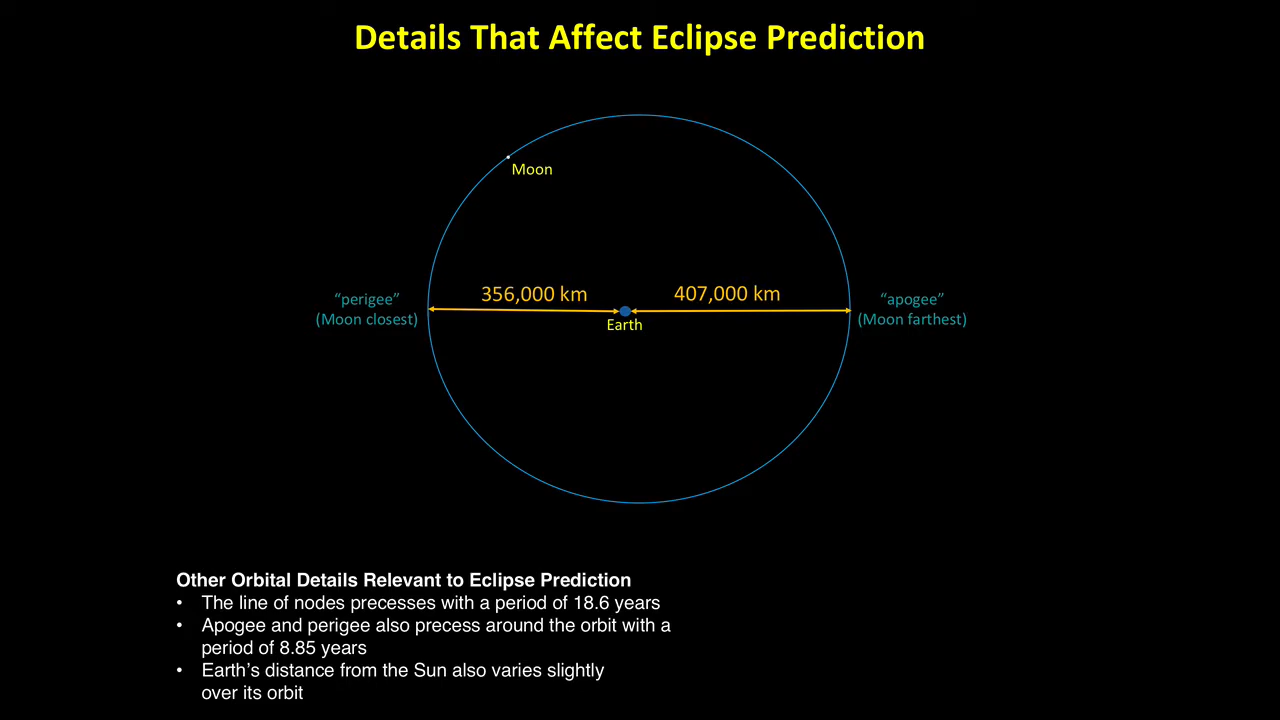 Details That Affect Eclipse Prediction
Moon
356,000 km
407,000 km
“perigee”
(Moon closest)
Earth
“apogee”
(Moon farthest)
Other Orbital Details Relevant to Eclipse Prediction
• The line of nodes precesses with a period of 18.6 years
• Apogee and perigee also precess around the orbit with a
period of 8.85 years
• Earth’s distance from the Sun also varies slightly
over its orbit